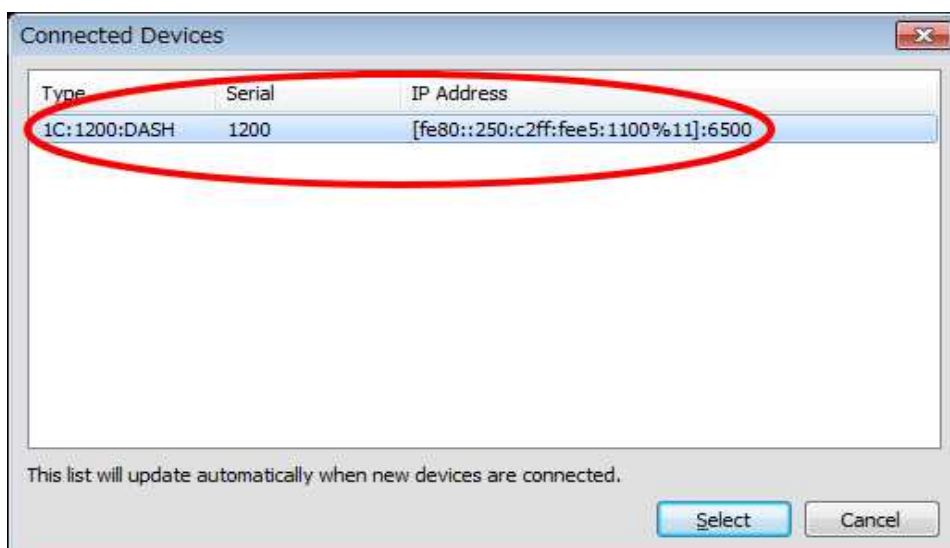 Connected Devices
Type Serial IP Address
1C:1200:DASH 1200 [fe80::250:c2ff:fee5:1100%11]:6500
This list will update automatically when new devices are connected.
Select Cancel